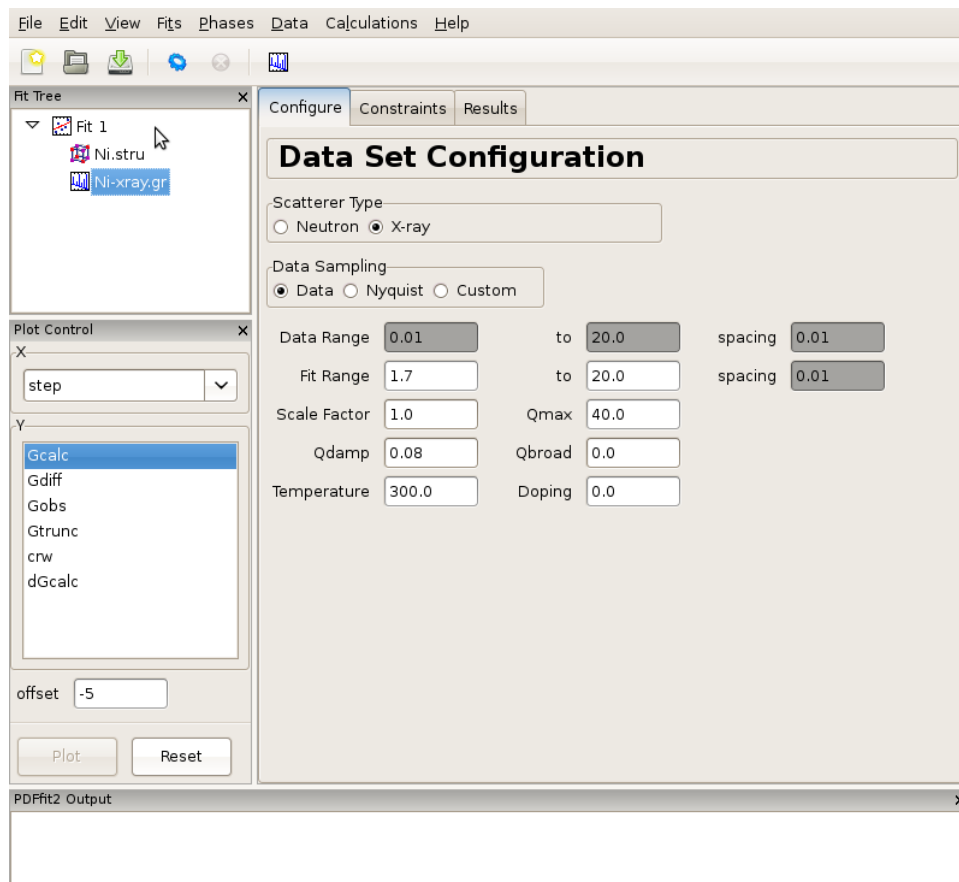 File Edit View Fits Phases Data Calculations Help
Fit Tree x
Fit 1
Ni.stru
Ni-xray.gr
Plot Control x
X
step
Y
Gcalc
Gdiff
Gobs
Gtrunc
crw
dGcalc
offset -5
Plot Reset
Configure Constraints Results
Data Set Configuration
Scatterer Type
Neutron X-ray
Data Sampling
Data Nyquist Custom
Data Range 0.01 to 20.0 spacing 0.01
Fit Range 1.7 to 20.0 spacing 0.01
Scale Factor 1.0 Qmax 40.0
Qdamp 0.08 Qbroad 0.0
Temperature 300.0 Doping 0.0
PDFfit2 Output x